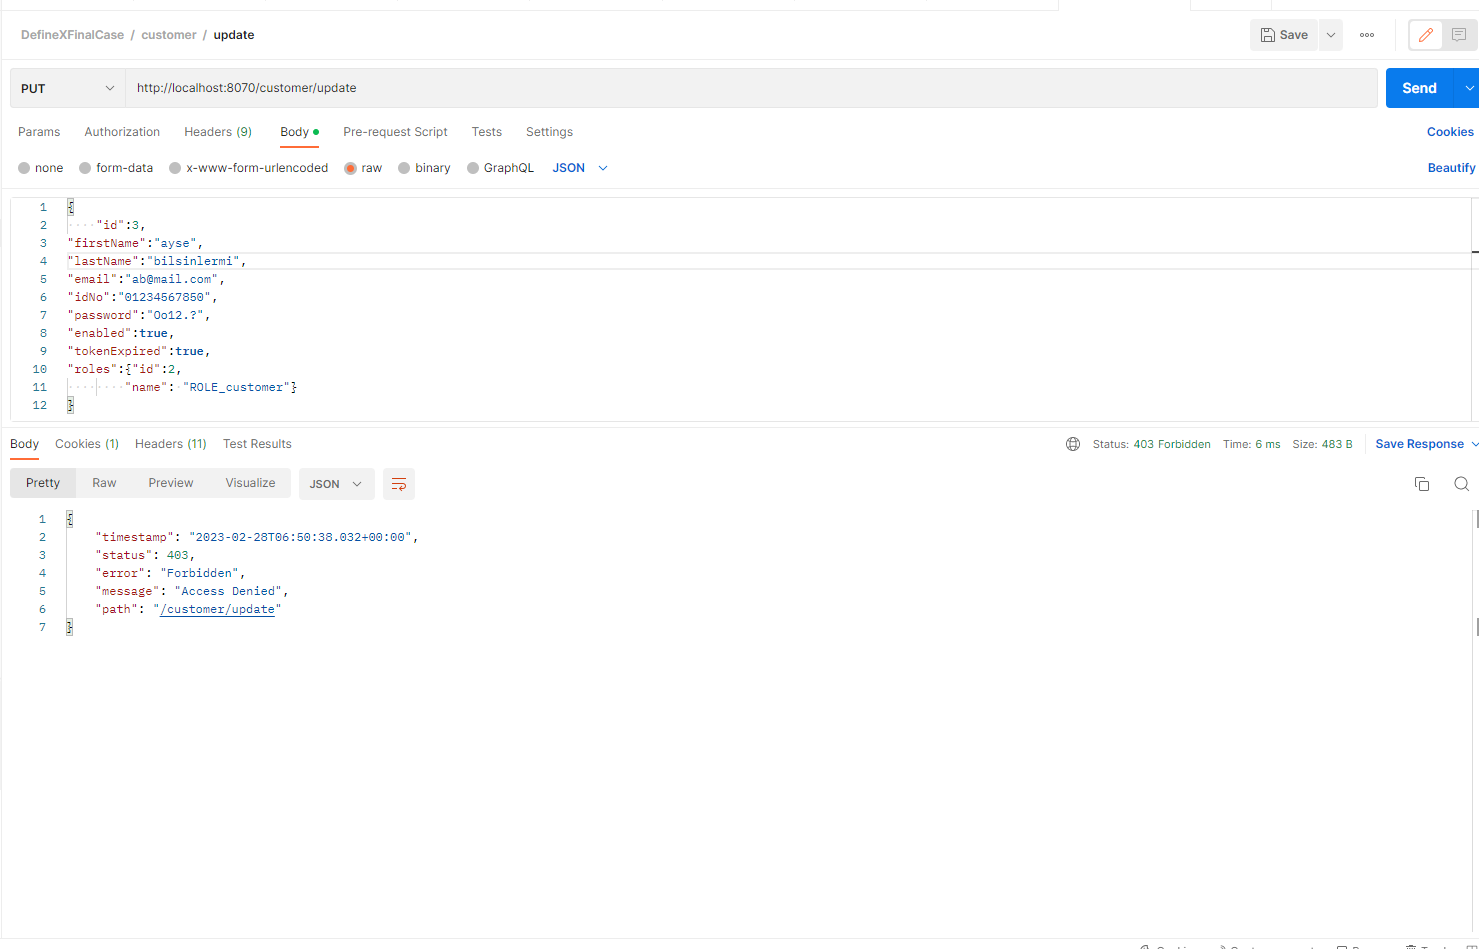 DefineXFinalCase / customer / update
Save
PUT
http://localhost:8070/customer/update
Send
Params Authorization Headers (9) Body Pre-request Script Tests Settings Cookies
none form-data x-www-form-urlencoded raw binary GraphQL JSON Beautify
1 {
2 ····"id":3,
3 "firstName":"ayse",
4 "lastName":"bilsinlermi",
5 "email":"ab@mail.com",
6 "idNo":"01234567850",
7 "password":"Oo12.?",
8 "enabled":true,
9 "tokenExpired":true,
10 "roles":{"id":2,
11 ········"name":·"ROLE_customer"}
12 }
Body Cookies (1) Headers (11) Test Results Status: 403 Forbidden Time: 6 ms Size: 483 B Save Response
Pretty Raw Preview Visualize JSON
1 {
2 "timestamp": "2023-02-28T06:50:38.032+00:00",
3 "status": 403,
4 "error": "Forbidden",
5 "message": "Access Denied",
6 "path": "/customer/update"
7 }